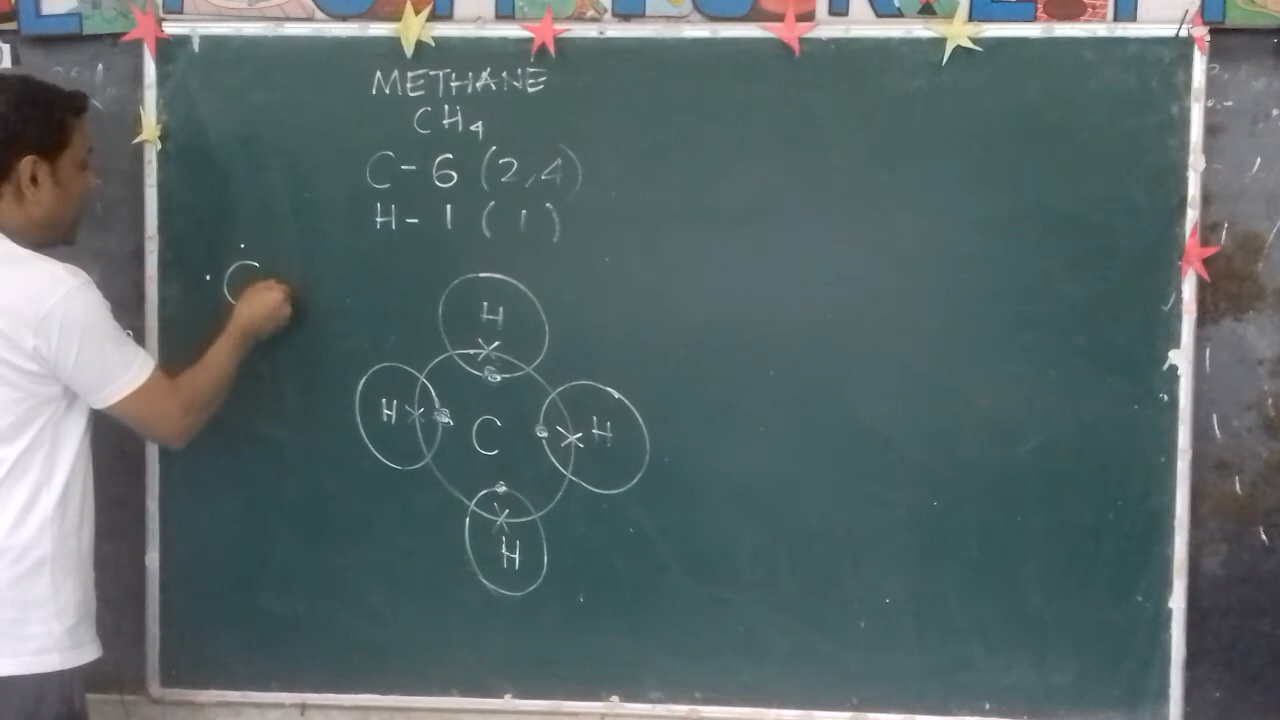 METHANE
CH₄
C - 6 (2,4)
H - 1 (1)
C
H
H C H
H